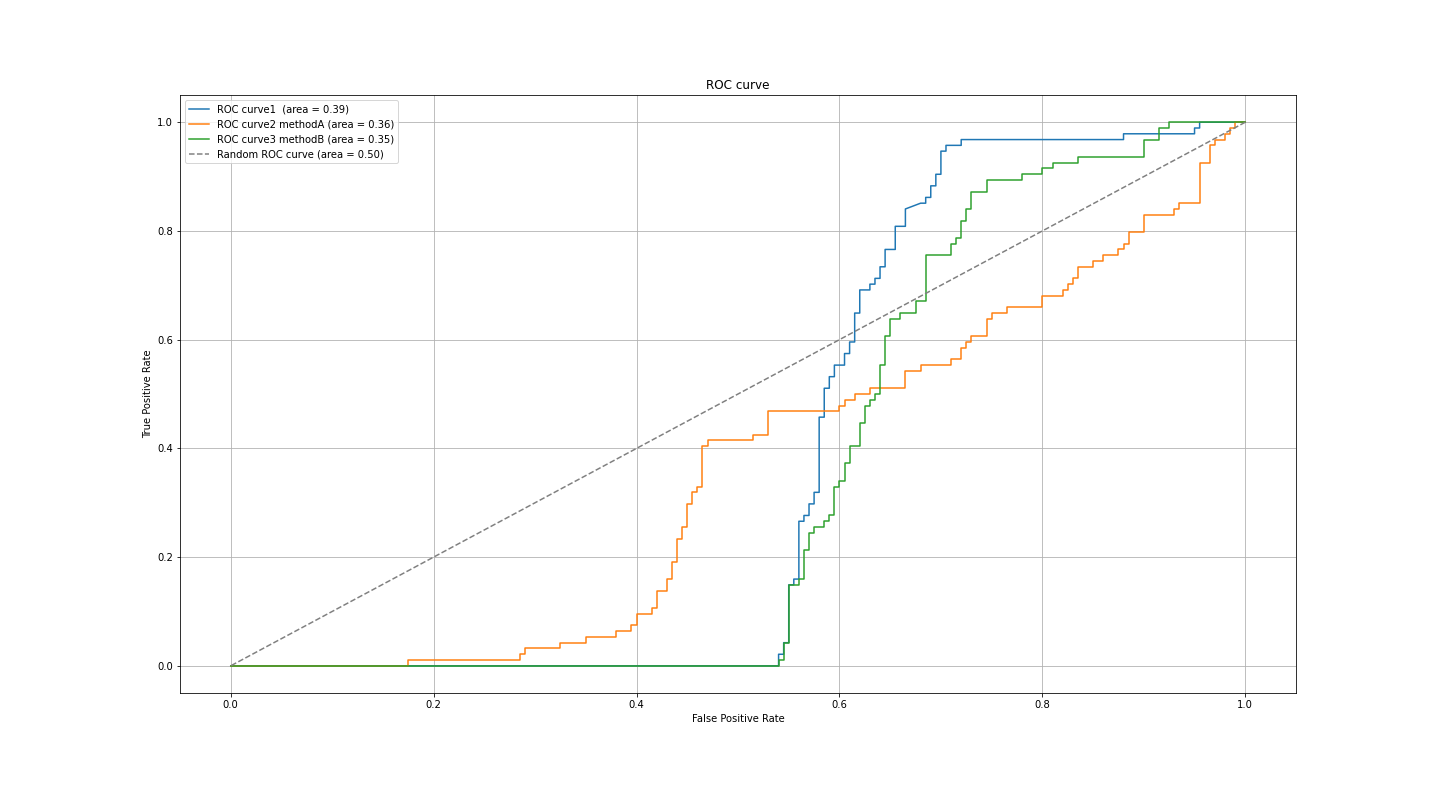 ROC curve
ROC curve1  (area = 0.39)
ROC curve2 methodA (area = 0.36)
ROC curve3 methodB (area = 0.35)
Random ROC curve (area = 0.50)
1.0
0.8
0.6
0.4
0.2
0.0
True Positive Rate
0.0 0.2 0.4 0.6 0.8 1.0
False Positive Rate